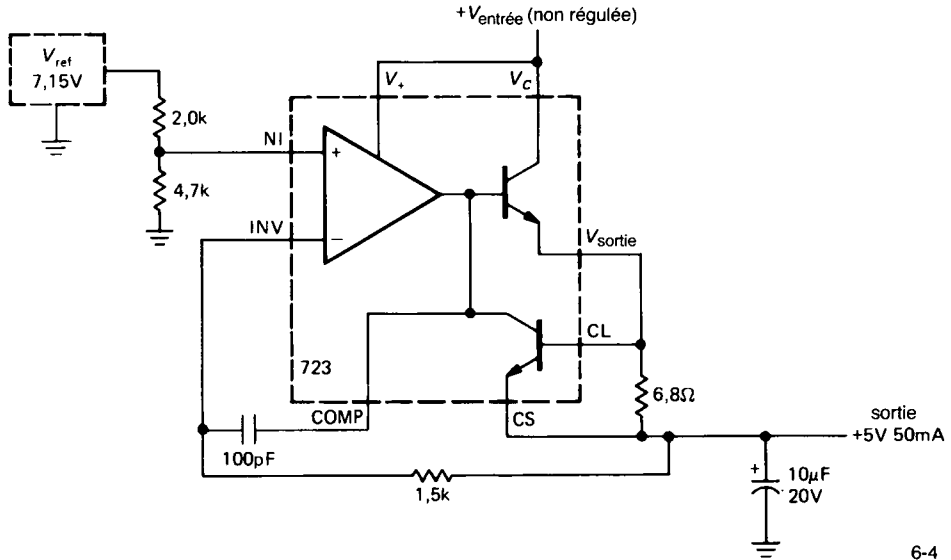 +Ventrée (non régulée)
Vref
7,15V
V+
VC
2,0k
NI
+
4,7k
INV
−
Vsortie
CL
723
6,8Ω
COMP
CS
sortie
+5V 50mA
100pF
1,5k
+
10µF
20V
6-4